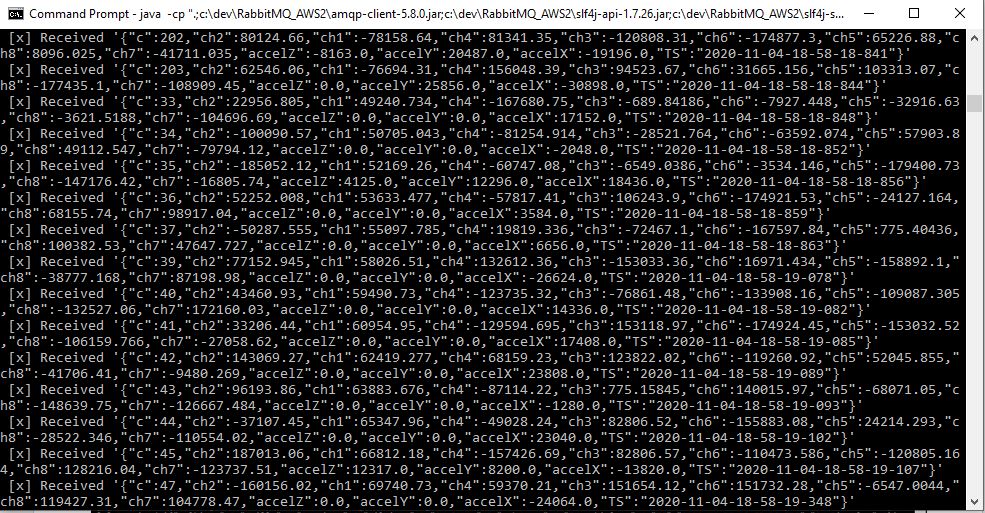 Command Prompt - java -cp ".;c:\dev\RabbitMQ_AWS2\amqp-client-5.8.0.jar;c:\dev\RabbitMQ_AWS2\slf4j-api-1.7.26.jar;c:\dev\RabbitMQ_AWS2\slf4j-s...
[x] Received '{"c":202,"ch2":80124.66,"ch1":-78158.64,"ch4":81341.35,"ch3":-120808.31,"ch6":-174877.3,"ch5":65226.88,"c
h8":8096.025,"ch7":-41711.035,"accelZ":-8163.0,"accelY":20487.0,"accelX":-19196.0,"TS":"2020-11-04-18-58-18-841"}'
[x] Received '{"c":203,"ch2":62546.06,"ch1":-76694.31,"ch4":156048.39,"ch3":94523.67,"ch6":31665.156,"ch5":103313.07,"c
h8":-177435.1,"ch7":-108909.45,"accelZ":0.0,"accelY":25856.0,"accelX":-30898.0,"TS":"2020-11-04-18-58-18-844"}'
[x] Received '{"c":33,"ch2":22956.805,"ch1":49240.734,"ch4":-167680.75,"ch3":-689.84186,"ch6":-7927.448,"ch5":-32916.63
,"ch8":-3621.5188,"ch7":-104696.69,"accelZ":0.0,"accelY":0.0,"accelX":17152.0,"TS":"2020-11-04-18-58-18-848"}'
[x] Received '{"c":34,"ch2":-100090.57,"ch1":50705.043,"ch4":-81254.914,"ch3":-28521.764,"ch6":-63592.074,"ch5":57903.8
9,"ch8":49112.547,"ch7":-79794.12,"accelZ":0.0,"accelY":0.0,"accelX":-2048.0,"TS":"2020-11-04-18-58-18-852"}'
[x] Received '{"c":35,"ch2":-185052.12,"ch1":52169.26,"ch4":-60747.08,"ch3":-6549.0386,"ch6":-3534.146,"ch5":-179400.73
,"ch8":-147176.42,"ch7":-16805.74,"accelZ":4125.0,"accelY":12296.0,"accelX":18436.0,"TS":"2020-11-04-18-58-18-856"}'
[x] Received '{"c":36,"ch2":52252.008,"ch1":53633.477,"ch4":-57817.41,"ch3":106243.9,"ch6":-174921.53,"ch5":-24127.164,
"ch8":68155.74,"ch7":98917.04,"accelZ":0.0,"accelY":0.0,"accelX":3584.0,"TS":"2020-11-04-18-58-18-859"}'
[x] Received '{"c":37,"ch2":-50287.555,"ch1":55097.785,"ch4":19819.336,"ch3":-72467.1,"ch6":-167597.84,"ch5":775.40436,
"ch8":100382.53,"ch7":47647.727,"accelZ":0.0,"accelY":0.0,"accelX":6656.0,"TS":"2020-11-04-18-58-18-863"}'
[x] Received '{"c":39,"ch2":77152.945,"ch1":58026.51,"ch4":132612.36,"ch3":-153033.36,"ch6":16971.434,"ch5":-158892.1,"
ch8":-38777.168,"ch7":87198.98,"accelZ":0.0,"accelY":0.0,"accelX":-26624.0,"TS":"2020-11-04-18-58-19-078"}'
[x] Received '{"c":40,"ch2":43460.93,"ch1":59490.73,"ch4":-123735.32,"ch3":-76861.48,"ch6":-133908.16,"ch5":-109087.305
,"ch8":-132527.06,"ch7":172160.03,"accelZ":0.0,"accelY":0.0,"accelX":14336.0,"TS":"2020-11-04-18-58-19-082"}'
[x] Received '{"c":41,"ch2":33206.44,"ch1":60954.95,"ch4":-129594.695,"ch3":153118.97,"ch6":-174924.45,"ch5":-153032.52
,"ch8":-106159.766,"ch7":-27058.62,"accelZ":0.0,"accelY":0.0,"accelX":17408.0,"TS":"2020-11-04-18-58-19-085"}'
[x] Received '{"c":42,"ch2":143069.27,"ch1":62419.277,"ch4":68159.23,"ch3":123822.02,"ch6":-119260.92,"ch5":52045.855,"
ch8":-41706.41,"ch7":-9480.269,"accelZ":0.0,"accelY":0.0,"accelX":23808.0,"TS":"2020-11-04-18-58-19-089"}'
[x] Received '{"c":43,"ch2":96193.86,"ch1":63883.676,"ch4":-87114.22,"ch3":775.15845,"ch6":140015.97,"ch5":-68071.05,"c
h8":-148639.75,"ch7":-126667.484,"accelZ":0.0,"accelY":0.0,"accelX":-1280.0,"TS":"2020-11-04-18-58-19-093"}'
[x] Received '{"c":44,"ch2":-37107.45,"ch1":65347.96,"ch4":-49028.24,"ch3":82806.52,"ch6":-155883.08,"ch5":24214.293,"c
h8":-28522.346,"ch7":-110554.02,"accelZ":0.0,"accelY":0.0,"accelX":23040.0,"TS":"2020-11-04-18-58-19-102"}'
[x] Received '{"c":45,"ch2":187013.06,"ch1":66812.18,"ch4":-157426.69,"ch3":82806.57,"ch6":-110473.586,"ch5":-120805.16
4,"ch8":128216.04,"ch7":-123737.51,"accelZ":12317.0,"accelY":8200.0,"accelX":-13820.0,"TS":"2020-11-04-18-58-19-107"}'
[x] Received '{"c":47,"ch2":-160156.02,"ch1":69740.73,"ch4":59370.21,"ch3":151654.12,"ch6":151732.28,"ch5":-6547.0044,"
ch8":119427.31,"ch7":104778.47,"accelZ":0.0,"accelY":0.0,"accelX":-24064.0,"TS":"2020-11-04-18-58-19-348"}'